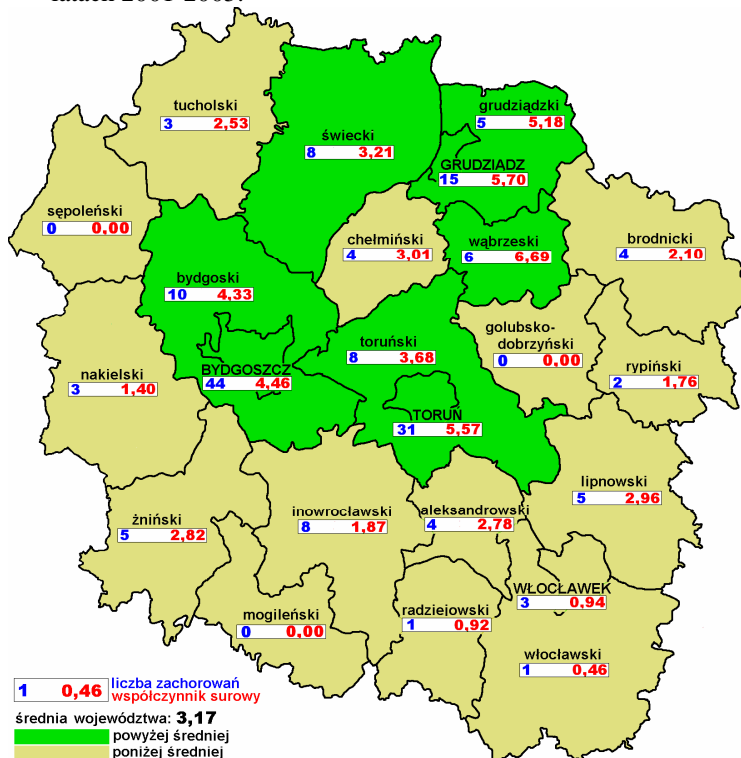 latach 2001-2005.
tucholski
3 2,53
świecki
8 3,21
grudziądzki
5 5,18
GRUDZIADZ
15 5,70
sępoleński
0 0,00
chełmiński
4 3,01
wąbrzeski
6 6,69
brodnicki
4 2,10
bydgoski
10 4,33
toruński
8 3,68
golubsko-
dobrzyński
0 0,00
nakielski
3 1,40
BYDGOSZCZ
44 4,46
rypiński
2 1,76
TORUŃ
31 5,57
lipnowski
5 2,96
żniński
5 2,82
inowrocławski
8 1,87
aleksandrowski
4 2,78
WŁOCŁAWEK
3 0,94
mogileński
0 0,00
radziejowski
1 0,92
włocławski
1 0,46
1 0,46 liczba zachorowań
współczynnik surowy
średnia województwa: 3,17
powyżej średniej
poniżej średniej